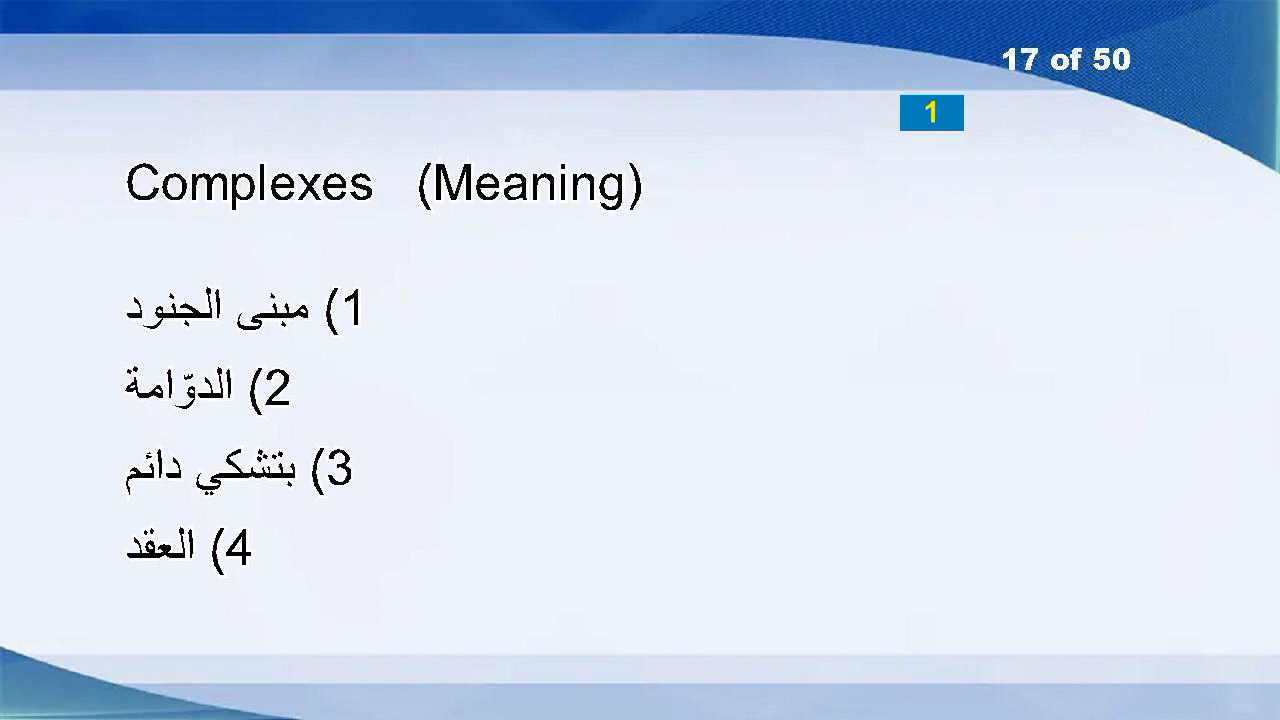 17 of 50
1
Complexes (Meaning)
1) مبنى الجنود
2) الدوّامة
3) بتشكي دائم
4) العقد